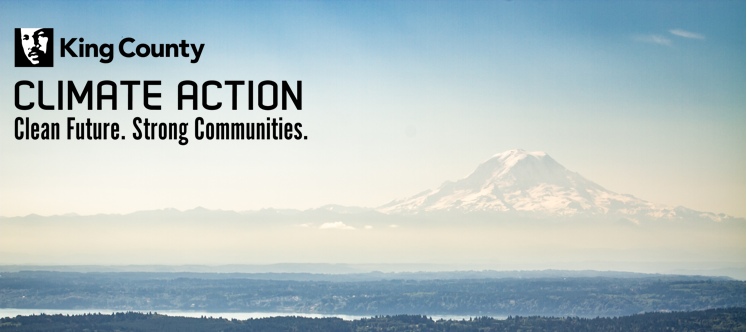 King County
CLIMATE ACTION
Clean Future. Strong Communities.